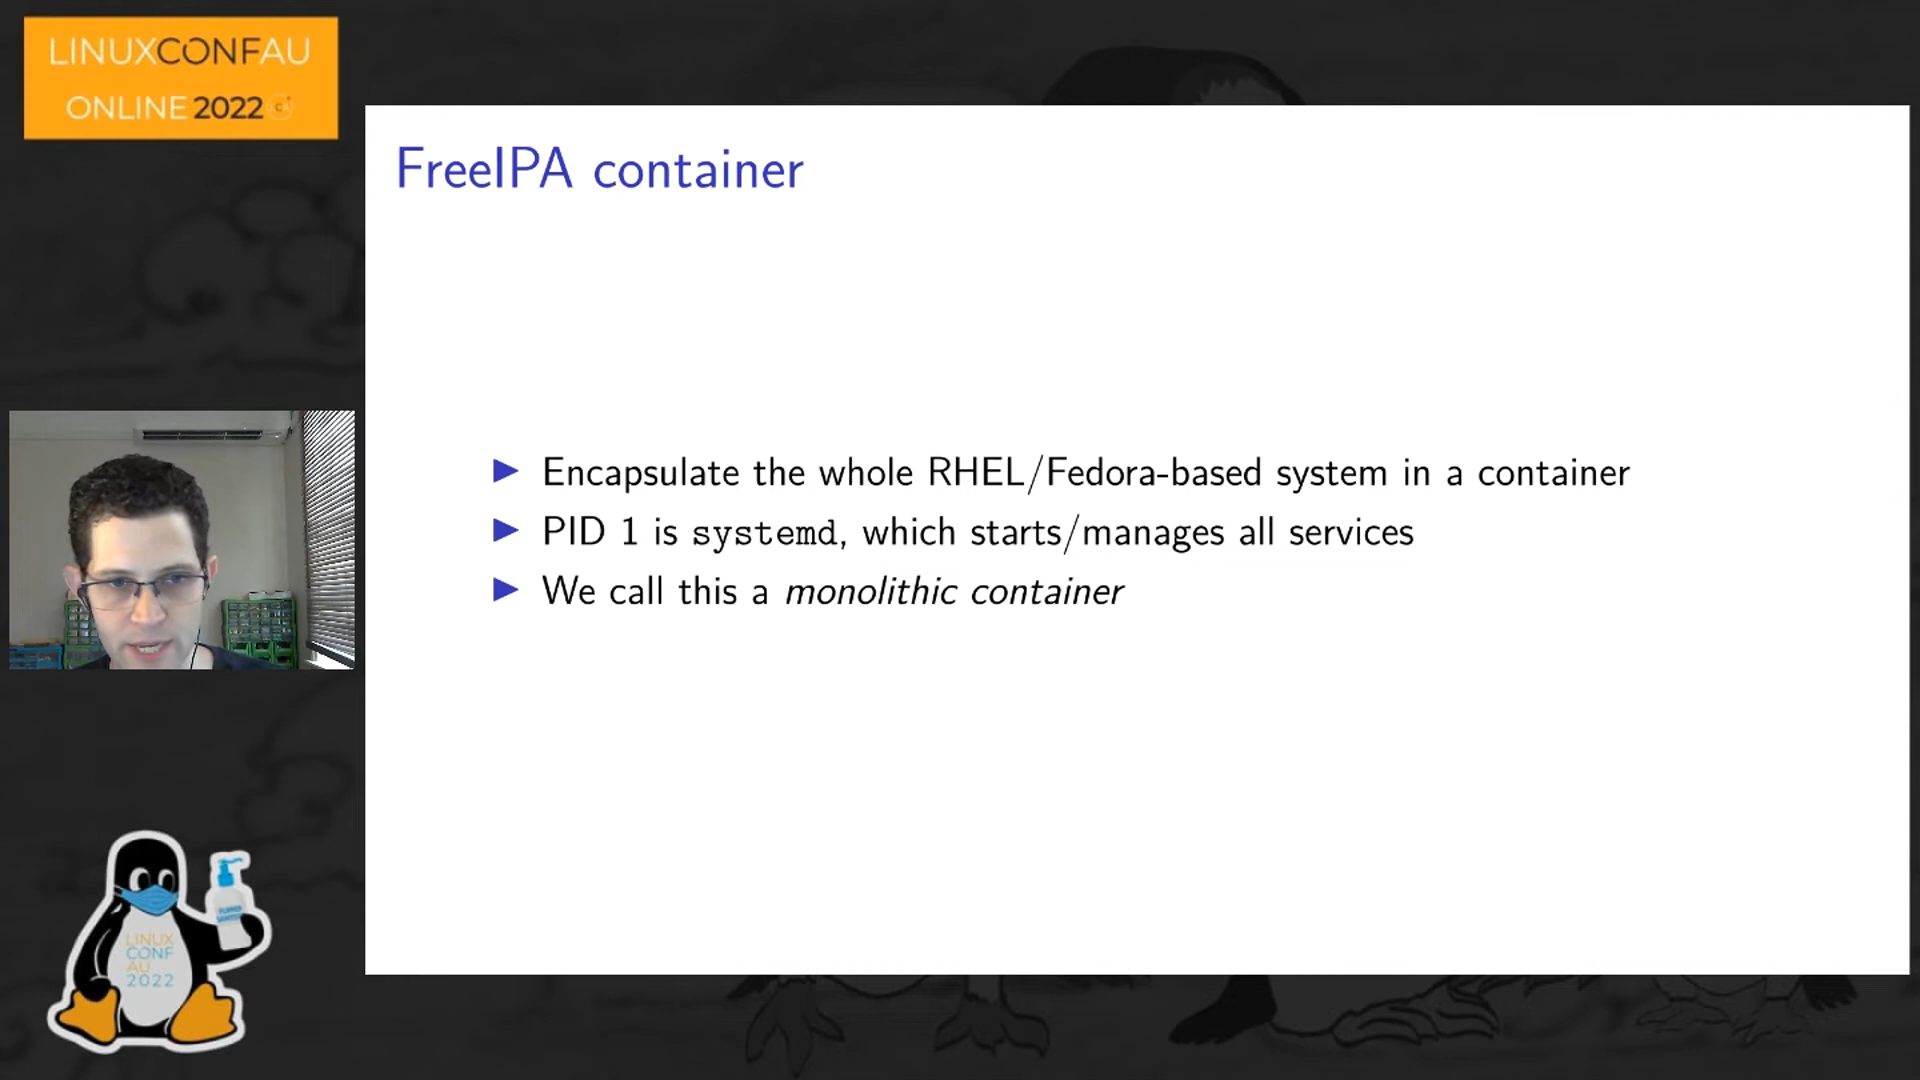 LINUXCONFAU
ONLINE 2022
FreeIPA container
Encapsulate the whole RHEL/Fedora-based system in a container
PID 1 is systemd, which starts/manages all services
We call this a monolithic container
LINUX
CONF
AU
2022